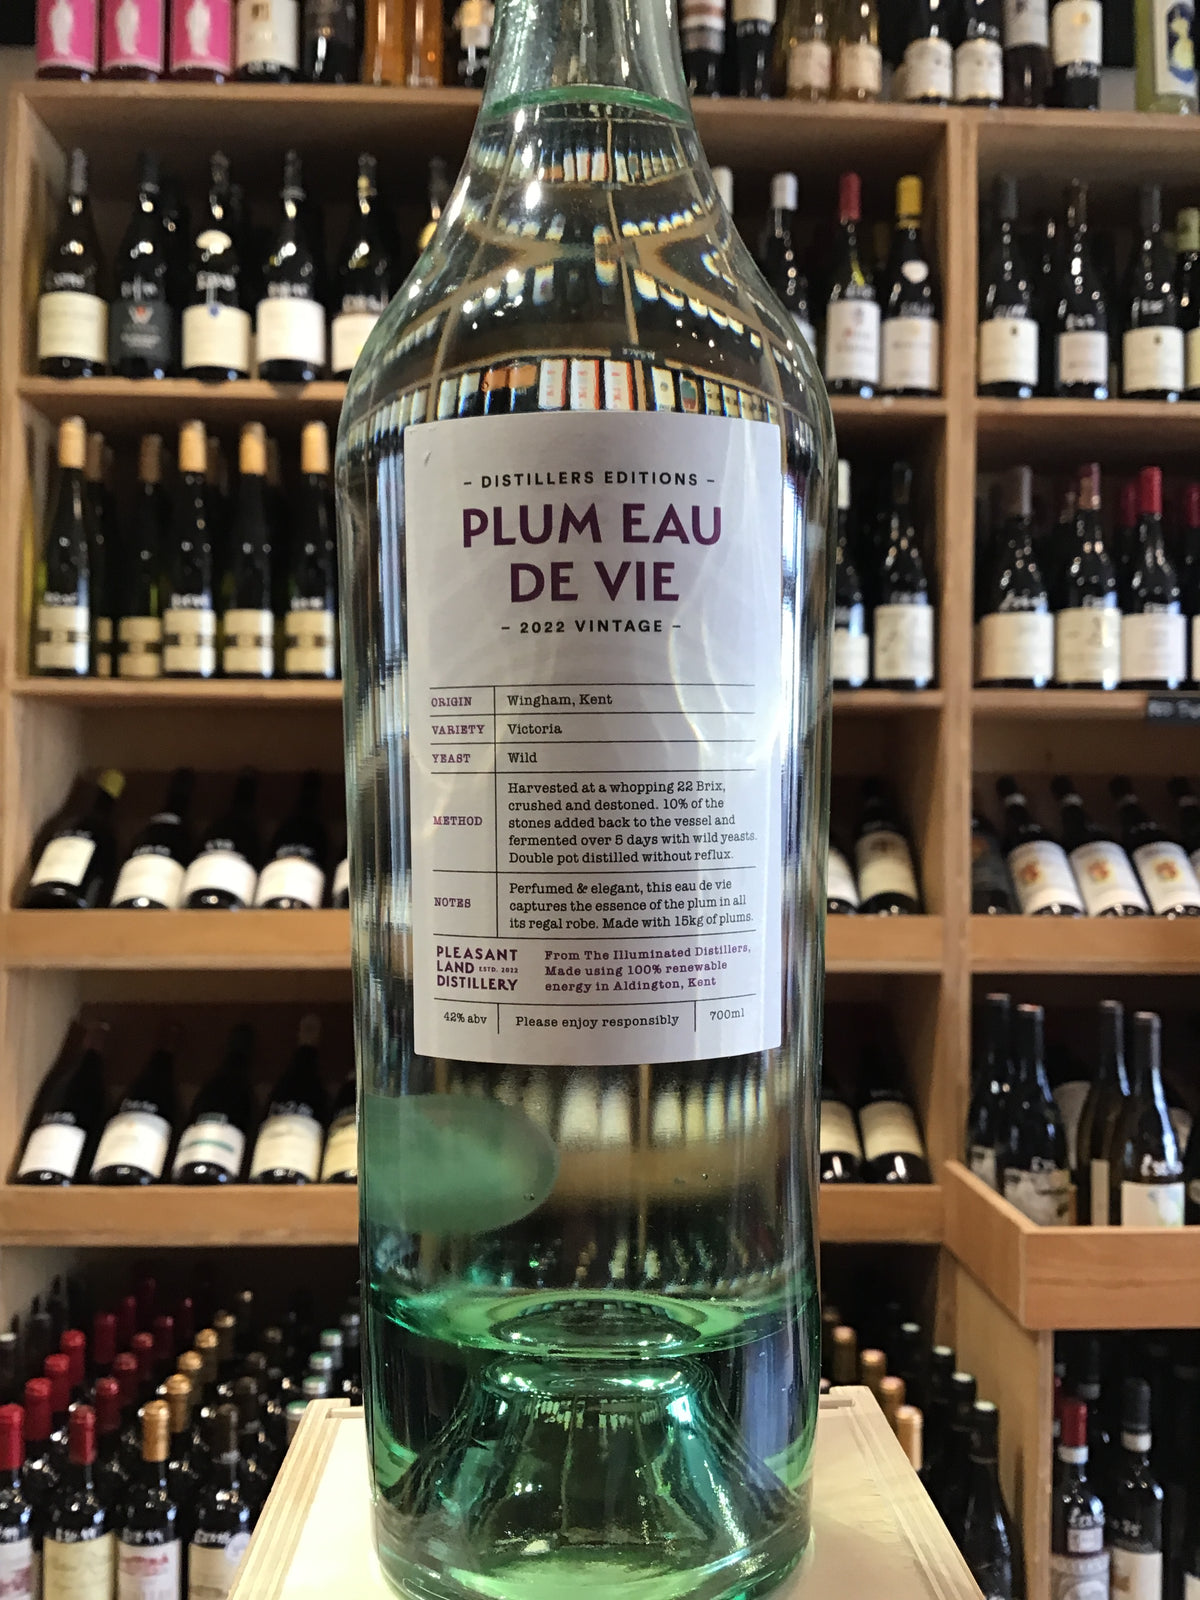 – DISTILLERS EDITIONS –
PLUM EAU
DE VIE
– 2022 VINTAGE –
ORIGIN Wingham, Kent
VARIETY Victoria
YEAST Wild
METHOD Harvested at a whopping 22 Brix,
crushed and destoned. 10% of the
stones added back to the vessel and
fermented over 5 days with wild yeasts.
Double pot distilled without reflux.
NOTES Perfumed & elegant, this eau de vie
captures the essence of the plum in all
its regal robe. Made with 15kg of plums.
PLEASANT
LAND ESTD. 2022
DISTILLERY
From The Illuminated Distillers,
Made using 100% renewable
energy in Aldington, Kent
42% abv Please enjoy responsibly 700ml